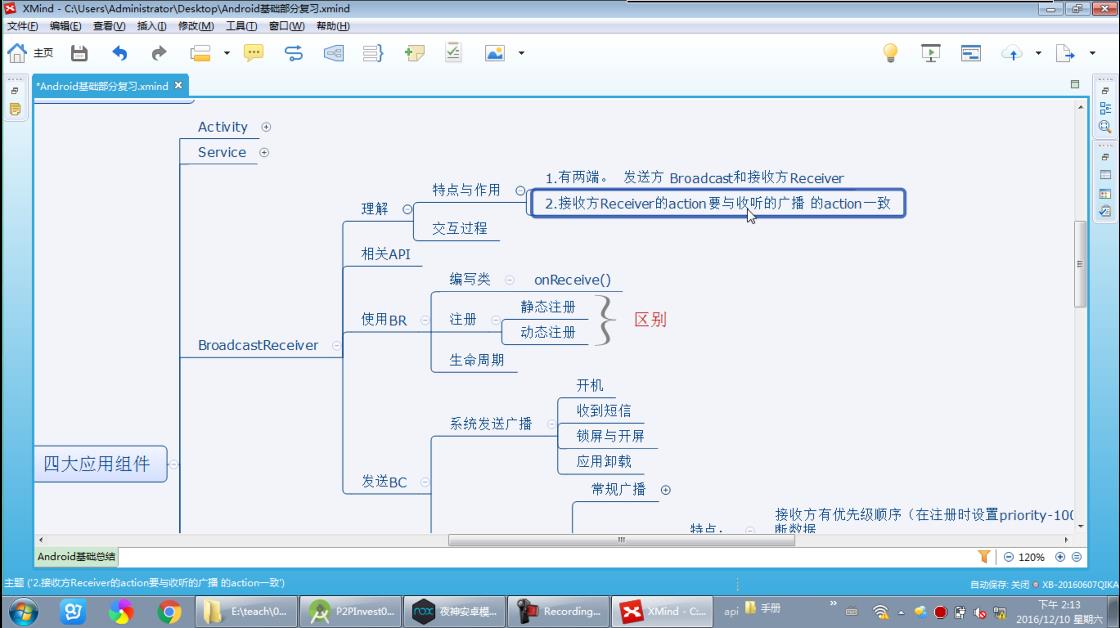 XMind - C:\Users\Administrator\Desktop\Android基础部分复习.xmind
文件(F) 编辑(E) 查看(V) 插入(I) 修改(M) 工具(T) 窗口(W) 帮助(H)
主页
*Android基础部分复习.xmind
Activity
Service
1.有两端。 发送方 Broadcast和接收方Receiver
特点与作用
2.接收方Receiver的action要与收听的广播 的action一致
理解
交互过程
相关API
编写类 onReceive()
静态注册
使用BR 注册 区别
动态注册
BroadcastReceiver
生命周期
开机
收到短信
系统发送广播
锁屏与开屏
应用卸载
四大应用组件
发送BC
常规广播
接收方有优先级顺序（在注册时设置priority-100
特点： 断数据
Android基础总结
120%
主题 ('2.接收方Receiver的action要与收听的广播 的action一致')
自动保存: 关闭 XB-20160607QIKA
E:\teach\0...
P2PInvest0...
夜神安卓模...
Recording...
XMind - C:...
api 手册
下午 2:13
2016/12/10 星期六